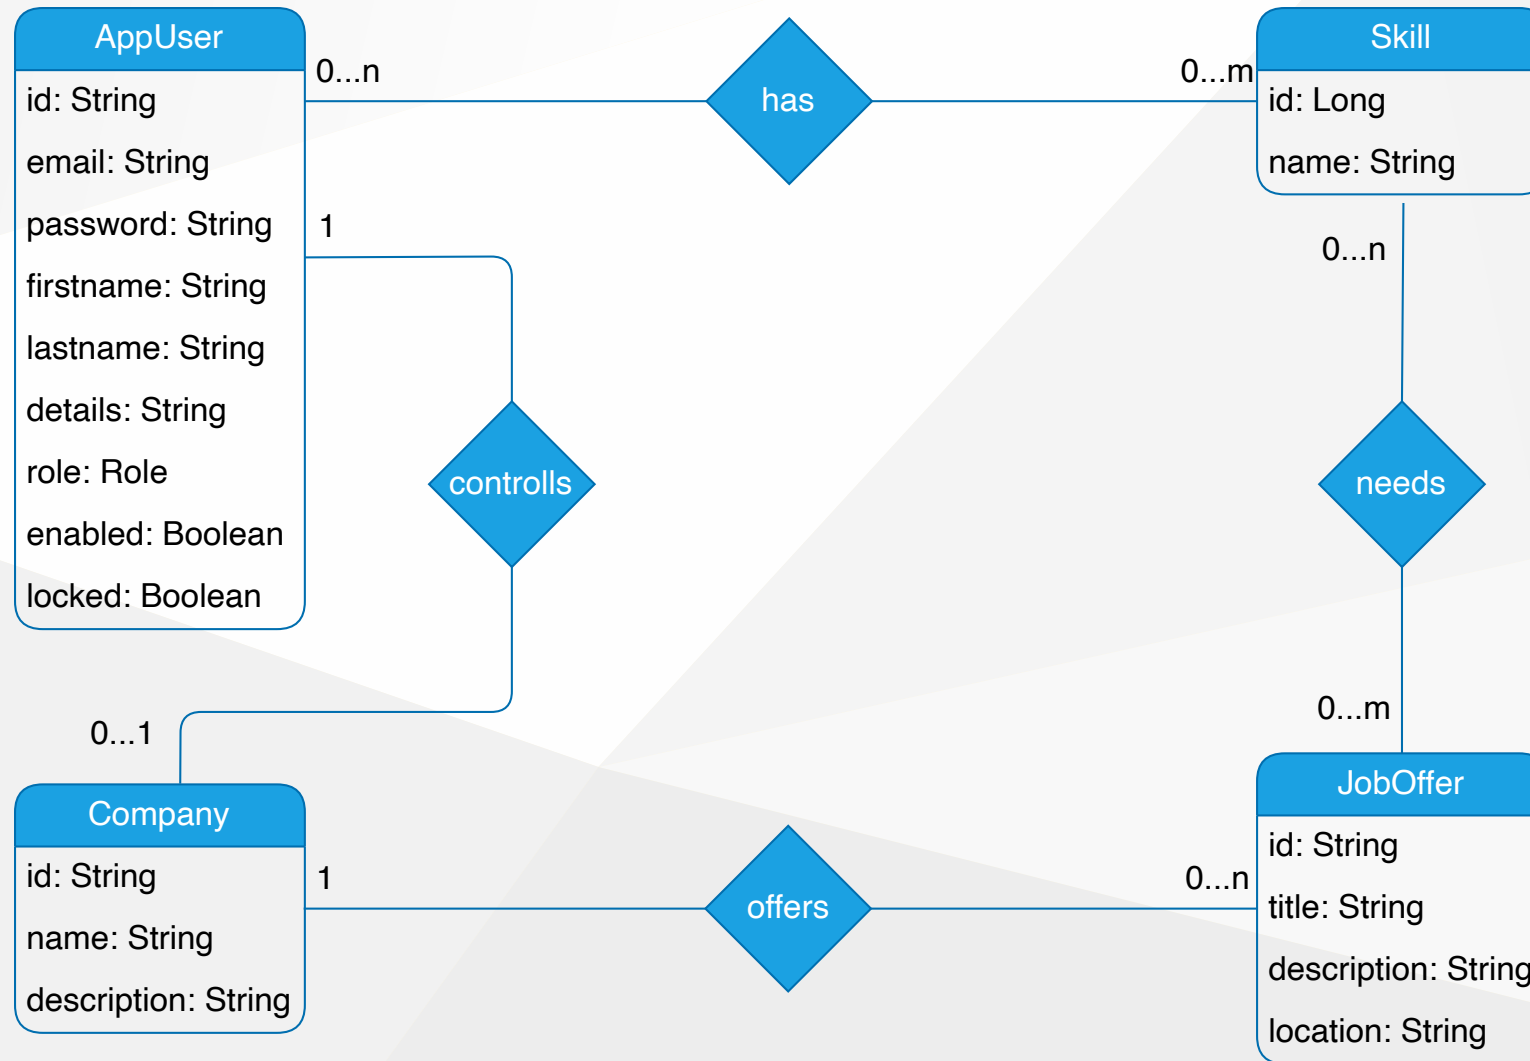 AppUser
id: String
email: String
password: String
firstname: String
lastname: String
details: String
role: Role
enabled: Boolean
locked: Boolean
0...n
has
0...m
Skill
id: Long
name: String
1
controlls
0...1
0...n
needs
0...m
Company
id: String
name: String
description: String
1
offers
0...n
JobOffer
id: String
title: String
description: String
location: String